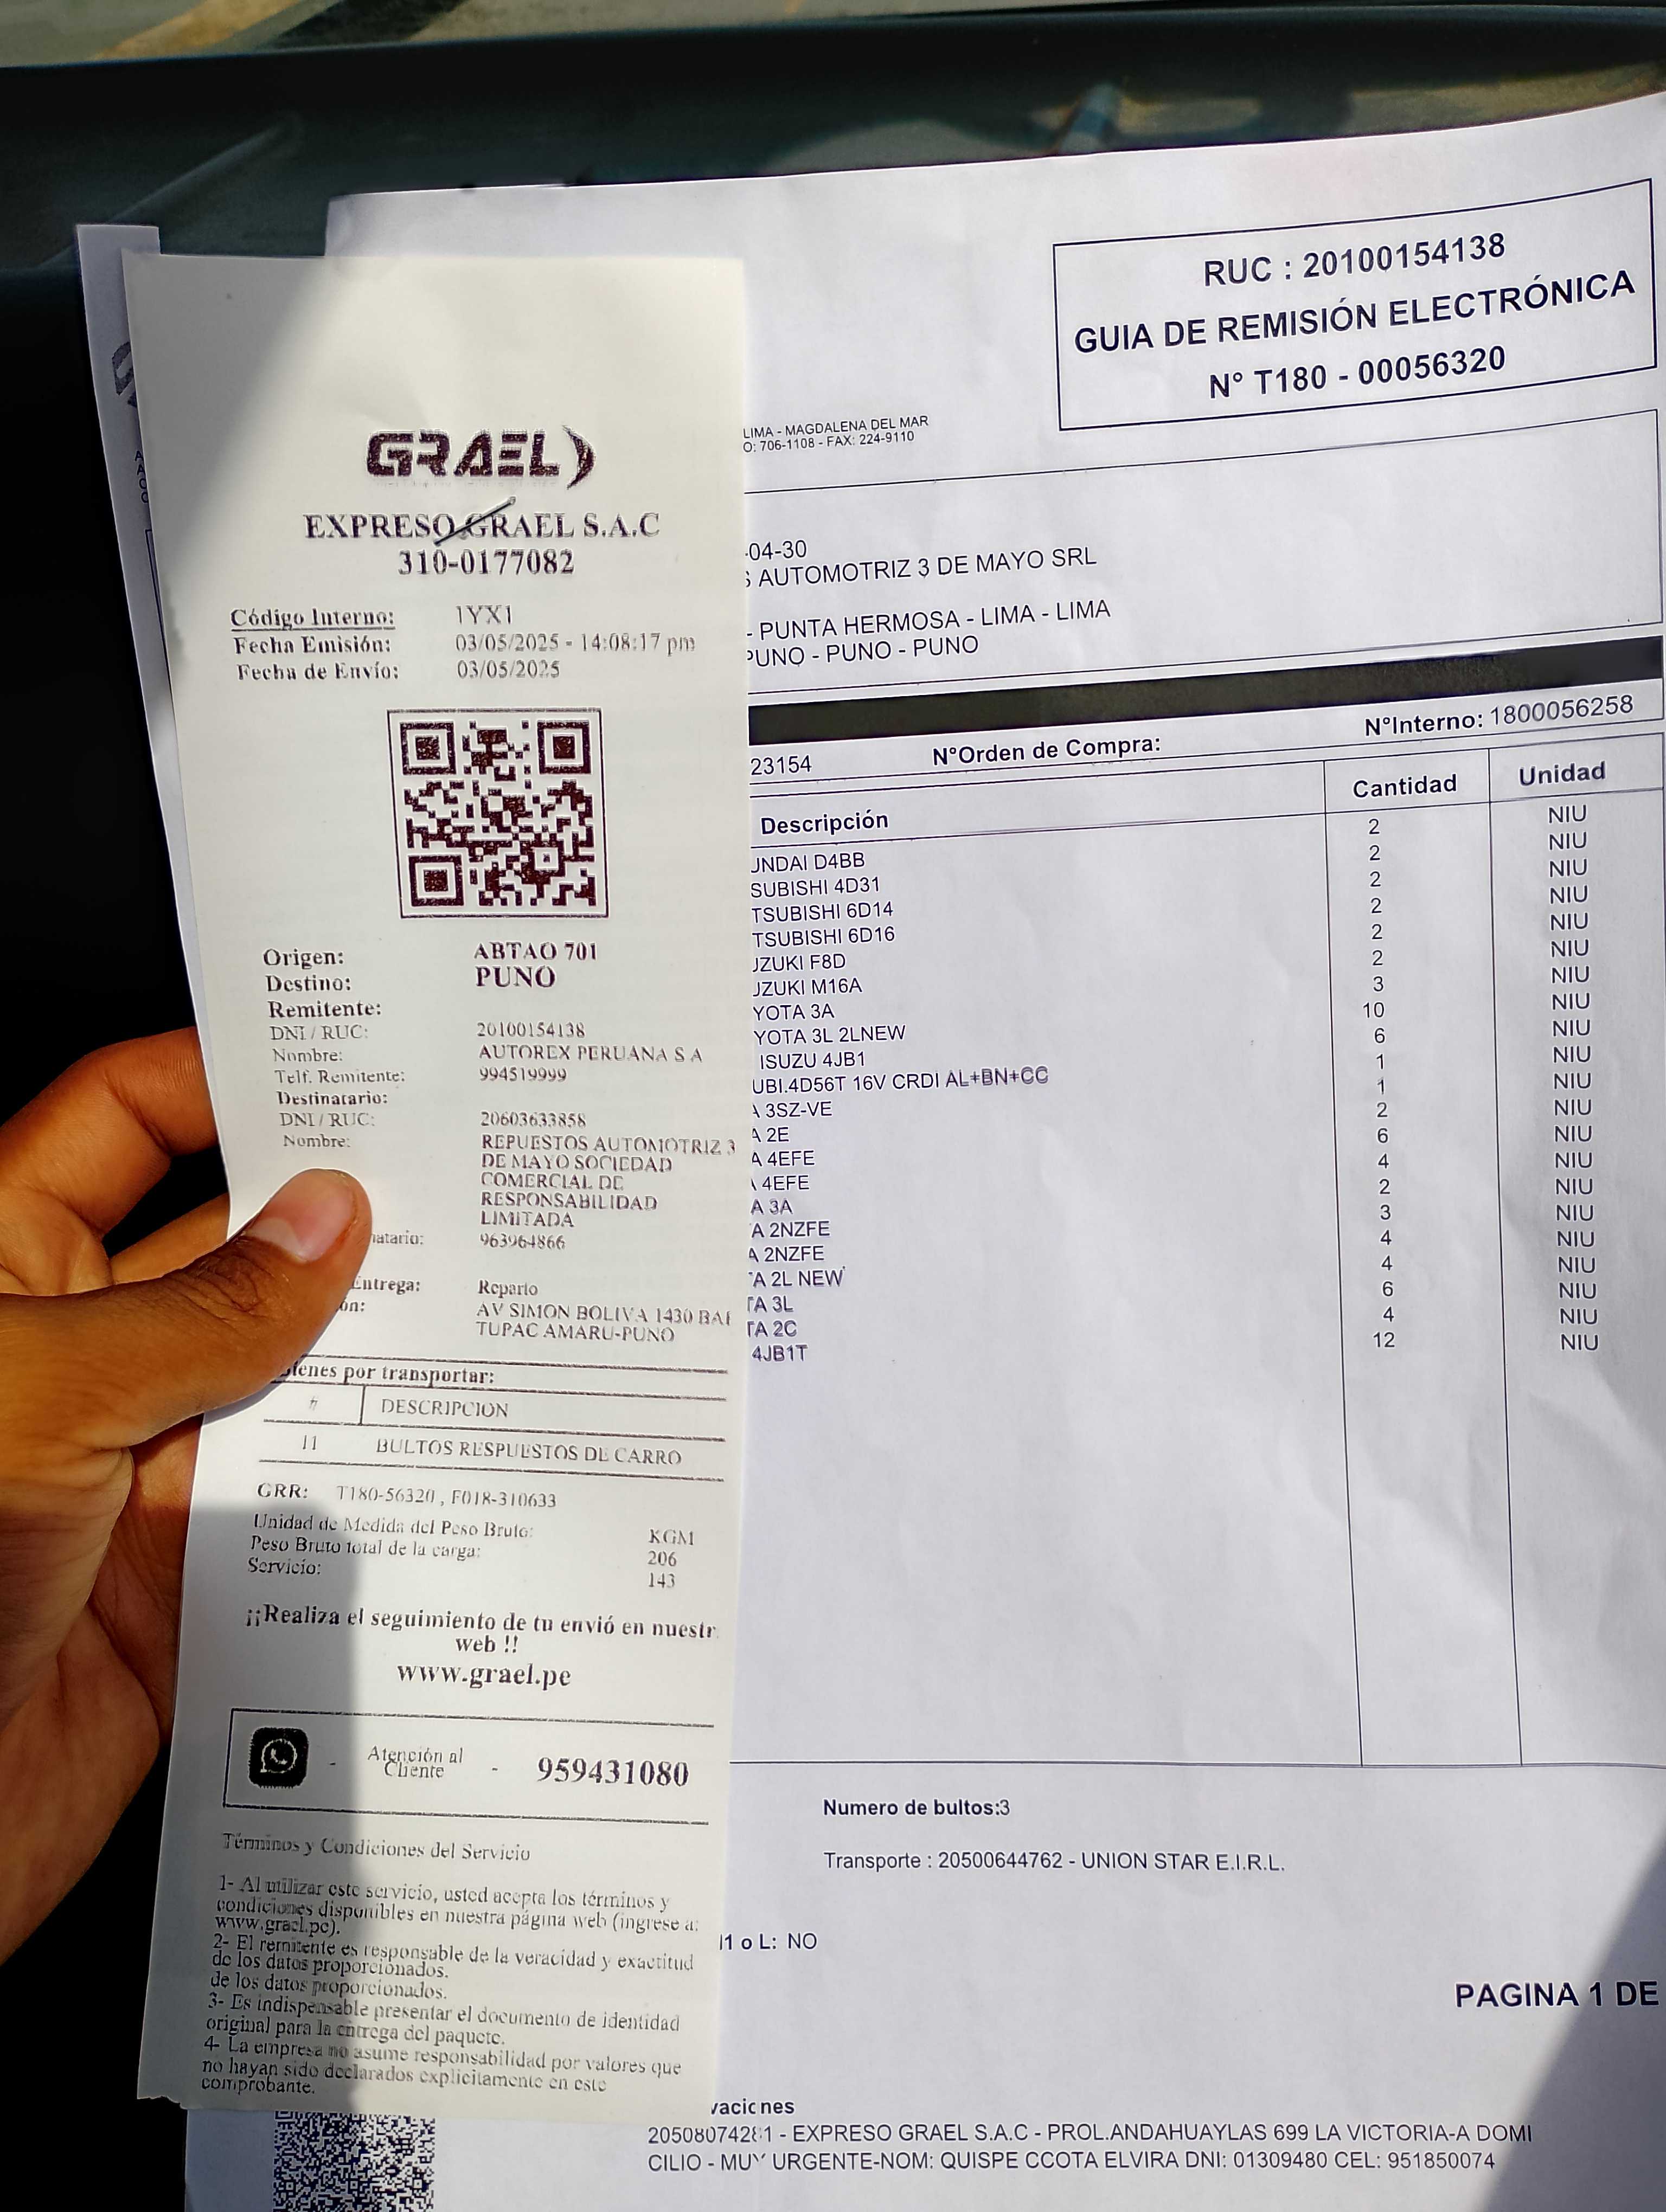 GRAEL
EXPRESO GRAEL S.A.C
310-0177082
Código Interno: 1YX1
Fecha Emisión: 03/05/2025 - 14:08:17 pm
Fecha de Envío: 03/05/2025
Origen: ABTAO 701
Destino: PUNO
Remitente:
DNI / RUC: 20100154138
Nombre: AUTOREX PERUANA S A
Telf. Remitente: 994519999
Destinatario:
DNI / RUC: 20603633858
Nombre: REPUESTOS AUTOMOTRIZ 3
DE MAYO SOCIEDAD
COMERCIAL DE
RESPONSABILIDAD
LIMITADA
natario: 963964866
Entrega: Reparto
ón: AV SIMON BOLIVA 1430 BAR
TUPAC AMARU-PUNO
Bienes por transportar:
# DESCRIPCION
11 BULTOS RESPUESTOS DE CARRO
GRR: T180-56320 , F018-310633
Unidad de Medida del Peso Bruto: KGM
Peso Bruto total de la carga: 206
Servicio: 143
¡¡Realiza el seguimiento de tu envió en nuestr
web !!
www.grael.pe
Atención al
Cliente
- - 959431080
Términos y Condiciones del Servicio
1- Al utilizar este servicio, usted acepta los términos y
condiciones disponibles en nuestra página web (ingrese a:
www.grael.pe).
2- El remitente es responsable de la veracidad y exactitud
de los datos proporcionados.
de los datos proporcionados.
3- Es indispensable presentar el documento de identidad
original para la entrega del paquete.
4- La empresa no asume responsabilidad por valores que
no hayan sido declarados explicitamente en este
comprobante.
RUC : 20100154138
GUIA DE REMISIÓN ELECTRÓNICA
N° T180 - 00056320
LIMA - MAGDALENA DEL MAR
O: 706-1108 - FAX: 224-9110
-04-30
S AUTOMOTRIZ 3 DE MAYO SRL
- PUNTA HERMOSA - LIMA - LIMA
PUNO - PUNO - PUNO
23154 N°Orden de Compra: N°Interno: 1800056258
Descripción Cantidad Unidad
UNDAI D4BB 2 NIU
SUBISHI 4D31 2 NIU
TSUBISHI 6D14 2 NIU
TSUBISHI 6D16 2 NIU
UZUKI F8D 2 NIU
UZUKI M16A 2 NIU
YOTA 3A 3 NIU
YOTA 3L 2LNEW 10 NIU
ISUZU 4JB1 6 NIU
UBI.4D56T 16V CRDI AL+BN+CC 1 NIU
A 3SZ-VE 1 NIU
A 2E 2 NIU
A 4EFE 6 NIU
A 4EFE 4 NIU
A 3A 2 NIU
A 2NZFE 3 NIU
A 2NZFE 4 NIU
TA 2L NEW 4 NIU
TA 3L 6 NIU
TA 2C 4 NIU
4JB1T 12 NIU
Numero de bultos:3
Transporte : 20500644762 - UNION STAR E.I.R.L.
M1 o L: NO
PAGINA 1 DE
vaciones
20508074281 - EXPRESO GRAEL S.A.C - PROL.ANDAHUAYLAS 699 LA VICTORIA-A DOMI
CILIO - MUY URGENTE-NOM: QUISPE CCOTA ELVIRA DNI: 01309480 CEL: 951850074